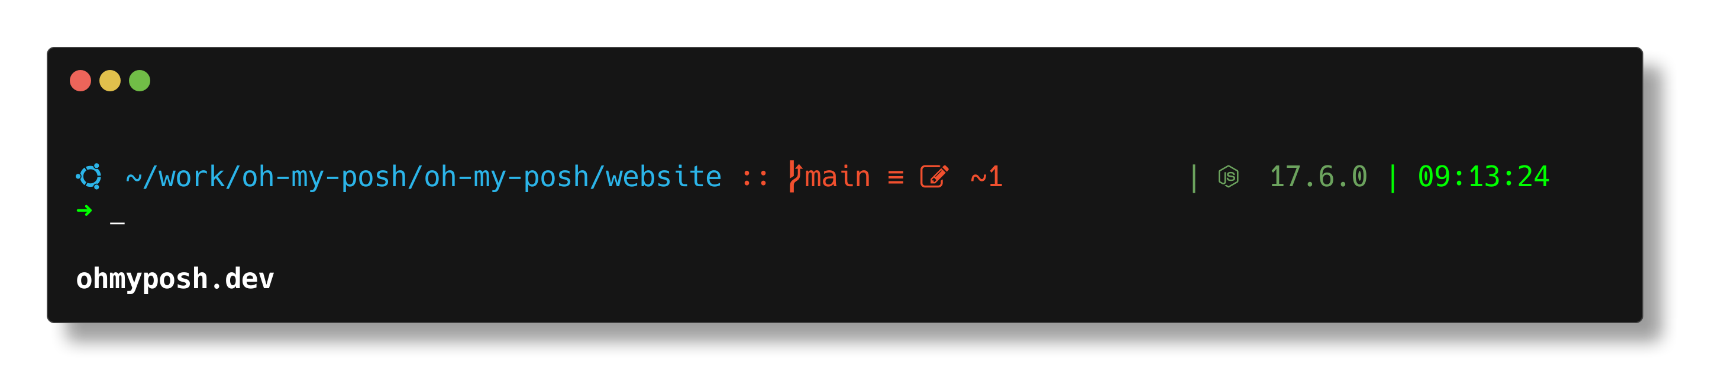 ~/work/oh-my-posh/oh-my-posh/website :: main ≡ ~1 | 17.6.0 | 09:13:24
➜ _
ohmyposh.dev